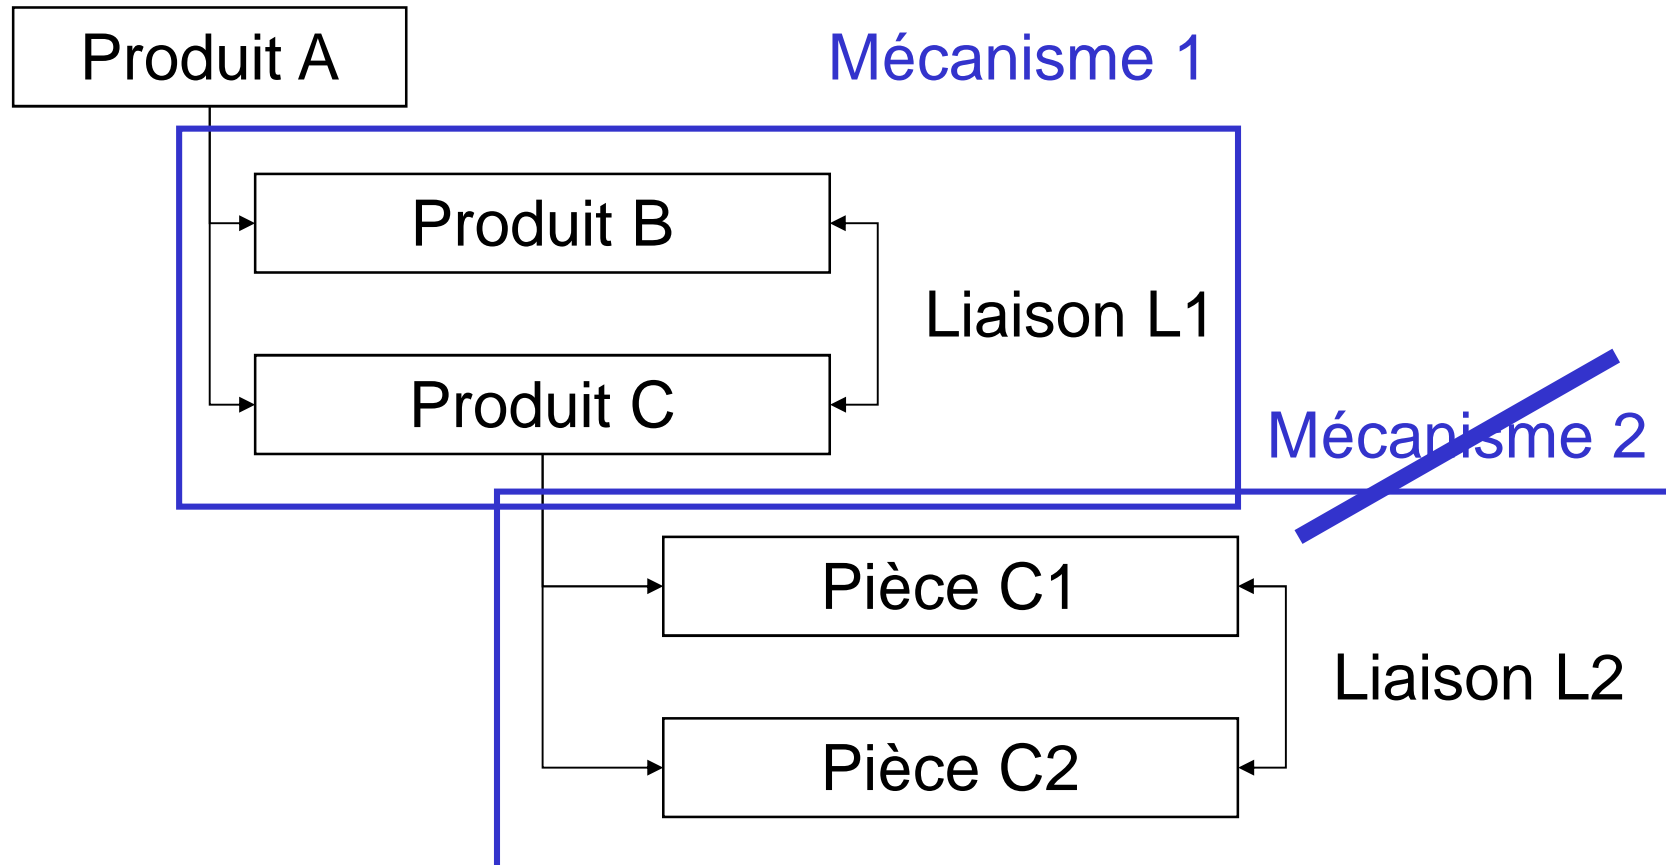 Produit A
Mécanisme 1
Produit B
Liaison L1
Produit C
Mécanisme 2
Pièce C1
Liaison L2
Pièce C2